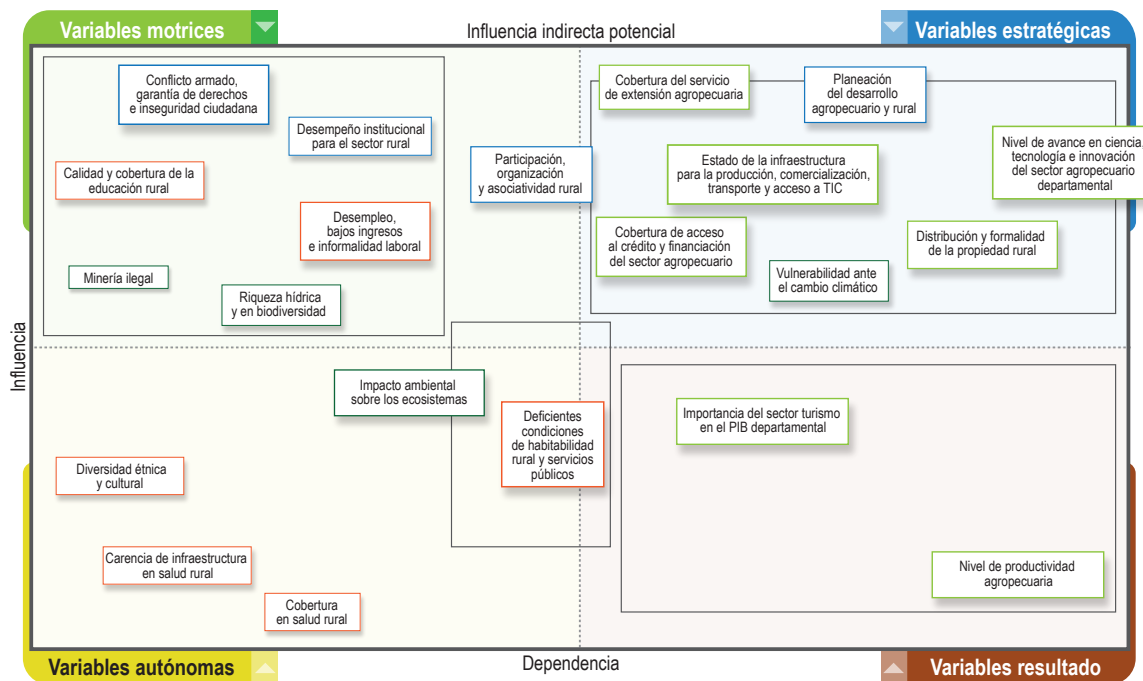 Variables motrices
Influencia indirecta potencial
Variables estratégicas
Conflicto armado,
garantía de derechos
e inseguridad ciudadana
Desempeño institucional
para el sector rural
Calidad y cobertura de la
educación rural
Desempleo,
bajos ingresos
e informalidad laboral
Minería ilegal
Riqueza hídrica
y en biodiversidad
Participación,
organización
y asociatividad rural
Cobertura del servicio
de extensión agropecuaria
Planeación
del desarrollo
agropecuario y rural
Nivel de avance en ciencia,
tecnología e innovación
del sector agropecuario
departamental
Estado de la infraestructura
para la producción, comercialización,
transporte y acceso a TIC
Cobertura de acceso
al crédito y financiación
del sector agropecuario
Distribución y formalidad
de la propiedad rural
Vulnerabilidad ante
el cambio climático
Influencia
Impacto ambiental
sobre los ecosistemas
Deficientes
condiciones
de habitabilidad
rural y servicios
públicos
Importancia del sector turismo
en el PIB departamental
Diversidad étnica
y cultural
Carencia de infraestructura
en salud rural
Cobertura
en salud rural
Nivel de productividad
agropecuaria
Variables autónomas
Dependencia
Variables resultado